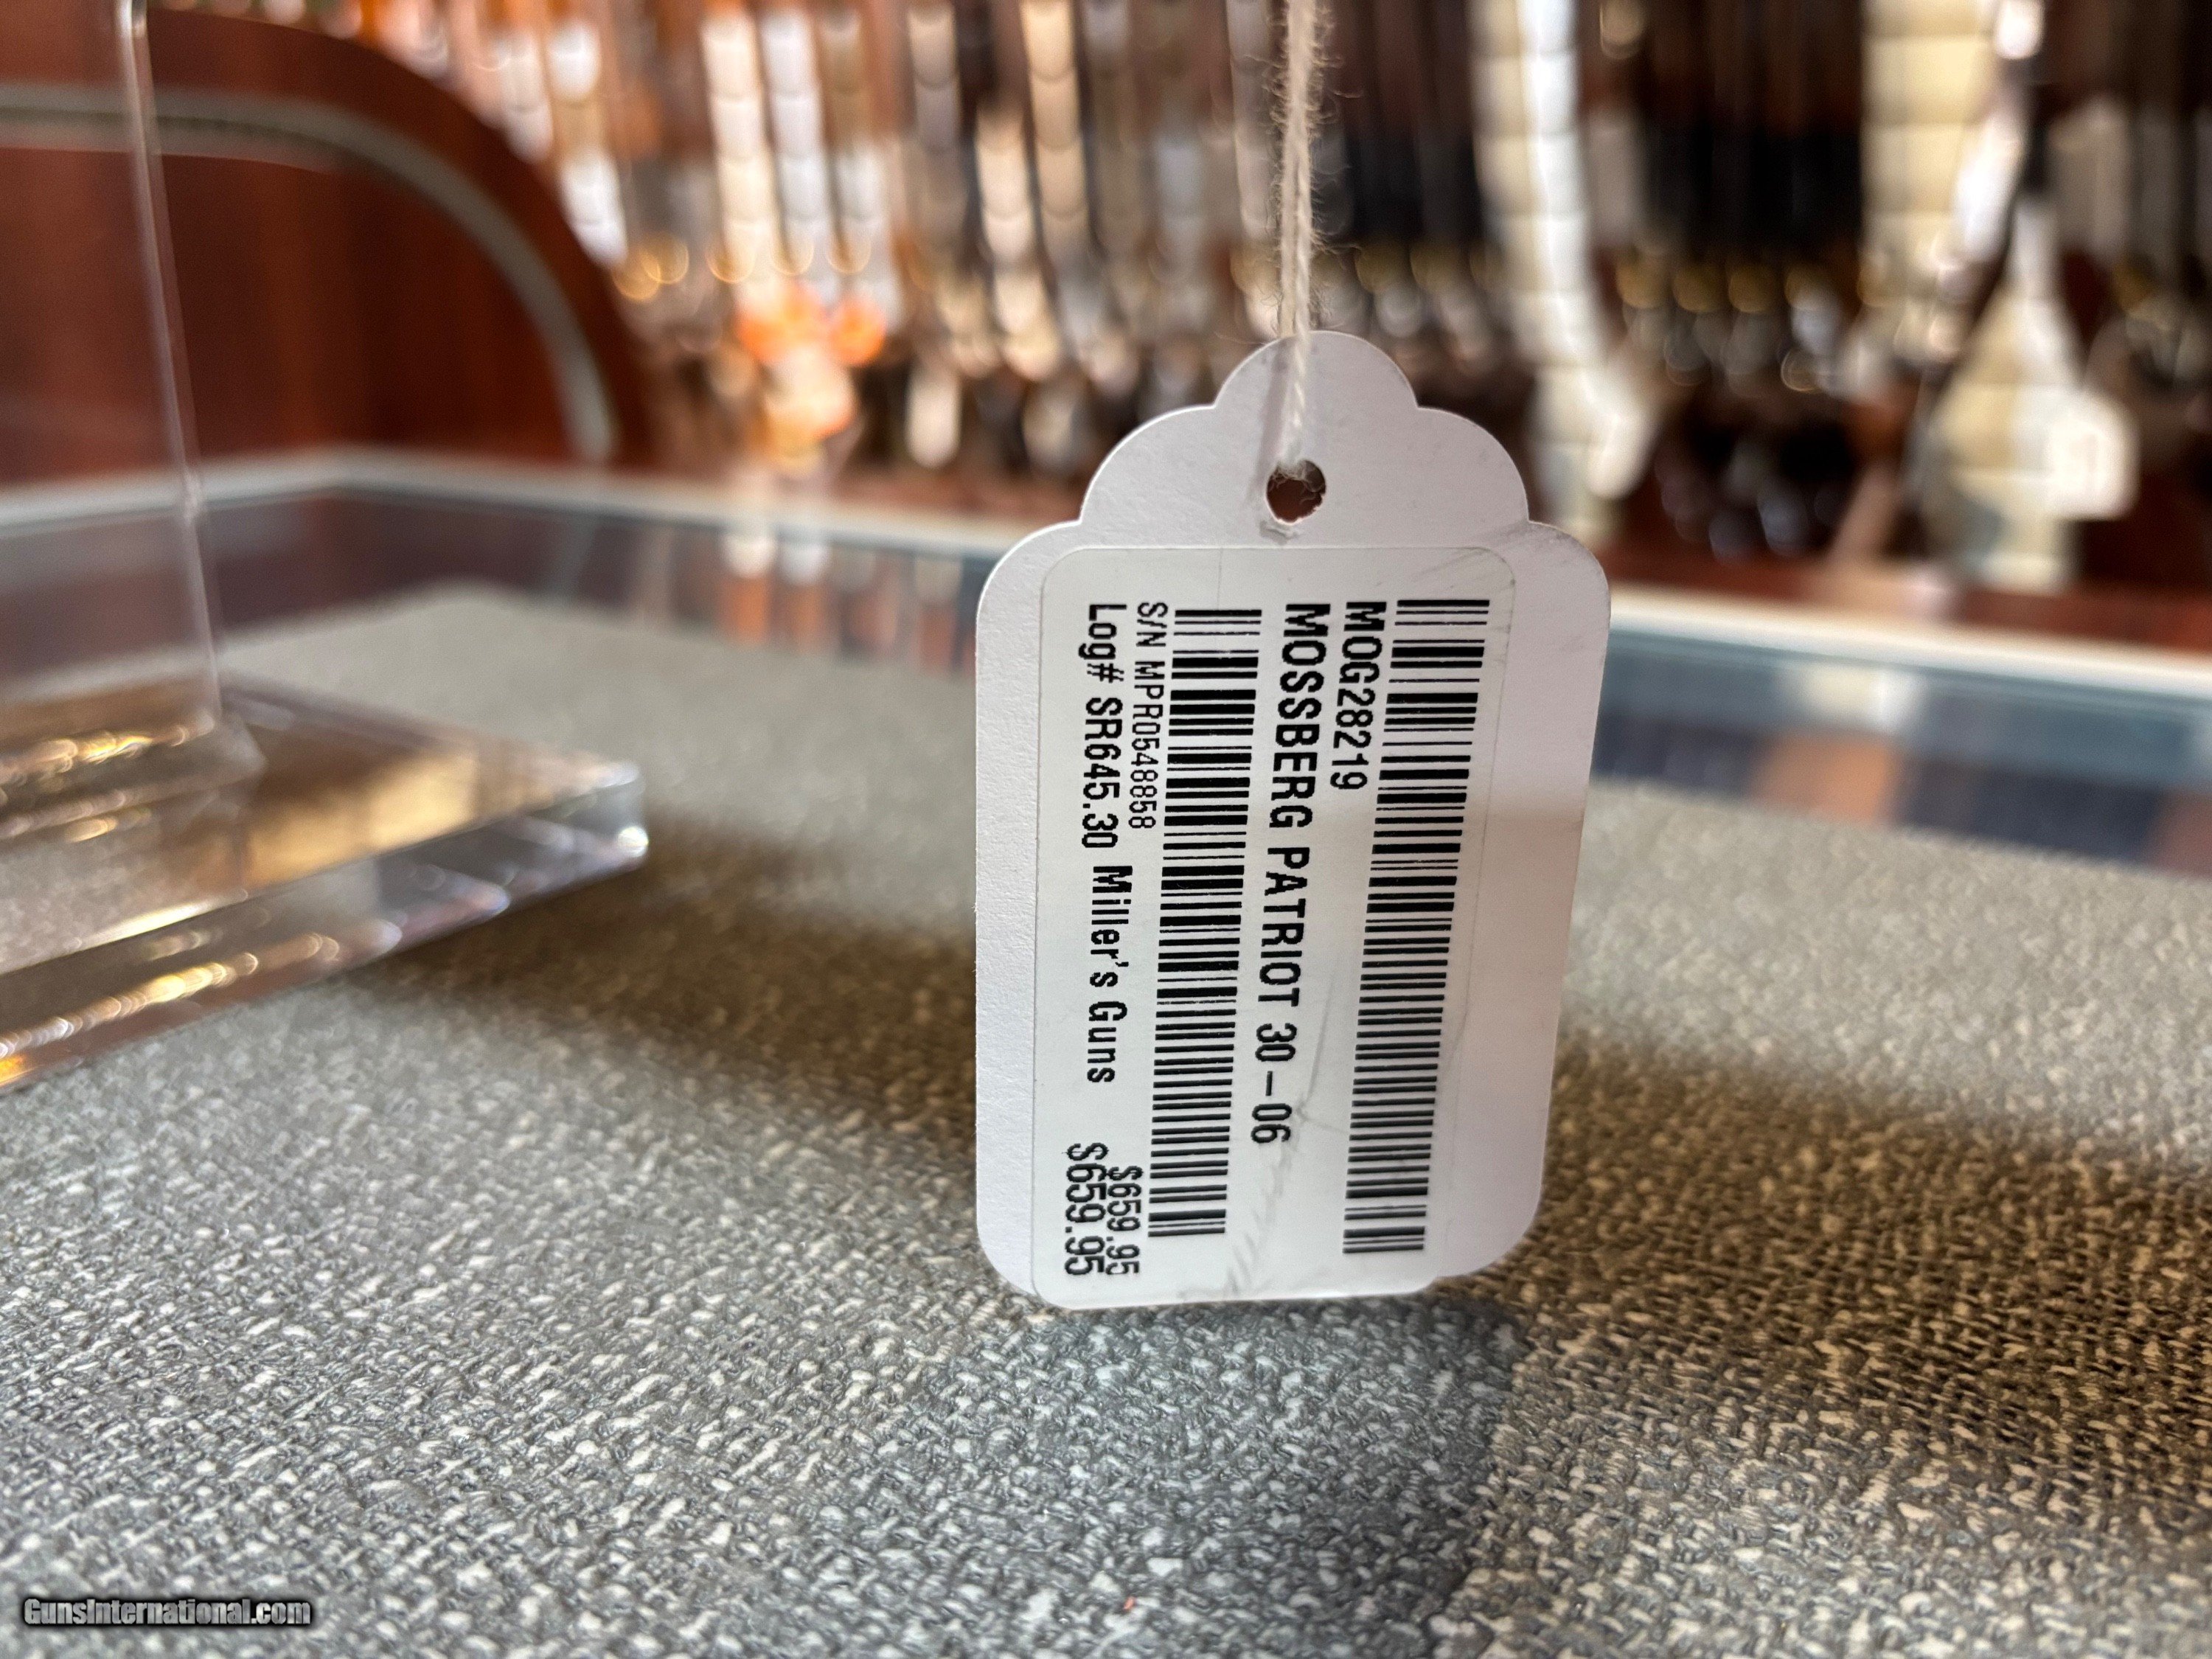 MOG28219
MOSSBERG PATRIOT 30-06
S/N MPR0548858
$659.95
Log# SR645.30 Miller's Guns $659.95
GunsInternational.com